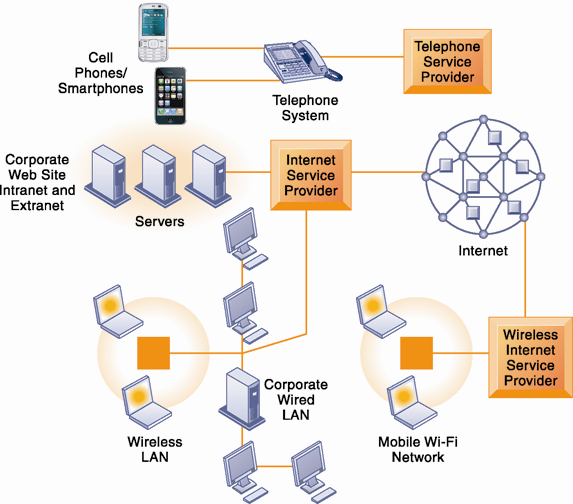 Cell
Phones/
Smartphones
Telephone
System
Telephone
Service
Provider
Corporate
Web Site
Intranet and
Extranet
Servers
Internet
Service
Provider
Internet
Wireless
LAN
Corporate
Wired
LAN
Mobile Wi-Fi
Network
Wireless
Internet
Service
Provider